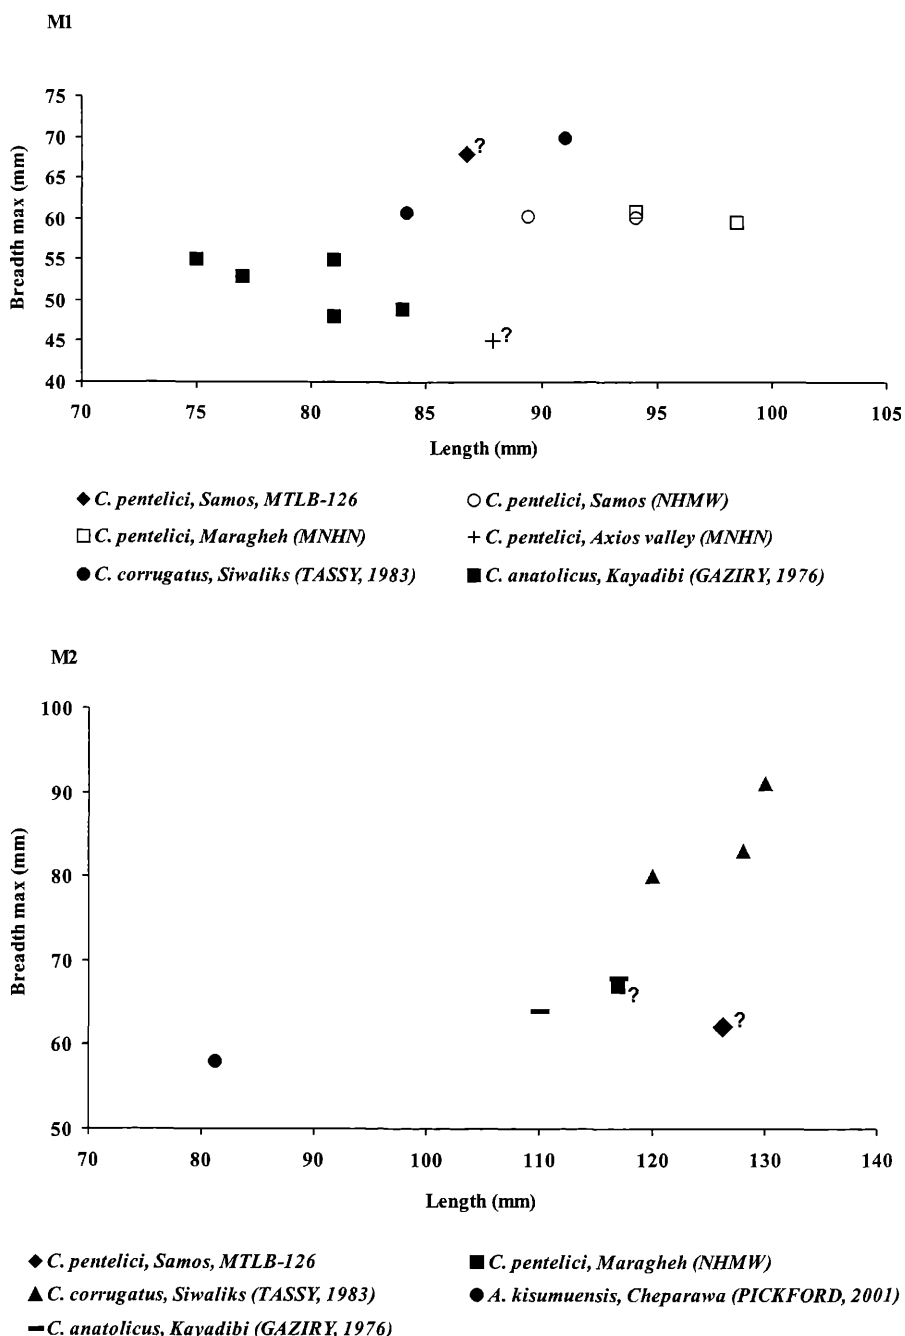 M1
75
70
65
60
55
50
45
40
Breadth max (mm)
?
?
70 75 80 85 90 95 100 105
Length (mm)
◆ C. pentelici, Samos, MTLB-126 ○ C. pentelici, Samos (NHMW)
□ C. pentelici, Maragheh (MNHN) + C. pentelici, Axios valley (MNHN)
● C. corrugatus, Siwaliks (TASSY, 1983) ■ C. anatolicus, Kayadibi (GAZIRY, 1976)
M2
100
90
80
70
60
50
Breadth max (mm)
?
?
70 80 90 100 110 120 130 140
Length (mm)
◆ C. pentelici, Samos, MTLB-126 ■ C. pentelici, Maragheh (NHMW)
▲ C. corrugatus, Siwaliks (TASSY, 1983) ● A. kisumuensis, Cheparawa (PICKFORD, 2001)
– C. anatolicus, Kayadibi (GAZIRY, 1976)